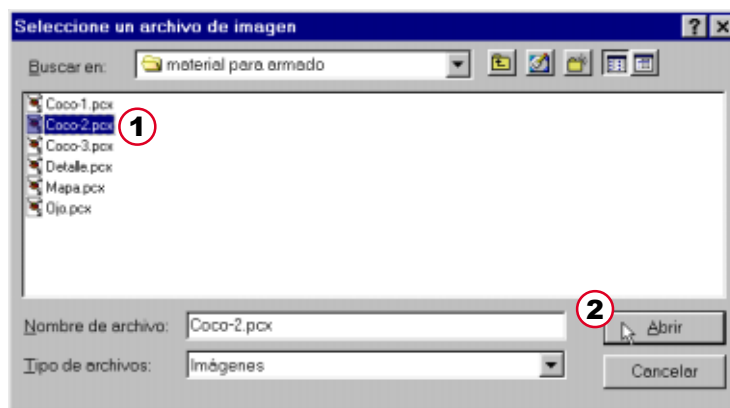 Seleccione un archivo de imagen
Buscar en: material para armado
Coco-1.pcx
Coco-2.pcx 1
Coco-3.pcx
Detalle.pcx
Mapa.pcx
Ojo.pcx
2
Nombre de archivo: Coco-2.pcx Abrir
Tipo de archivos: Imágenes Cancelar